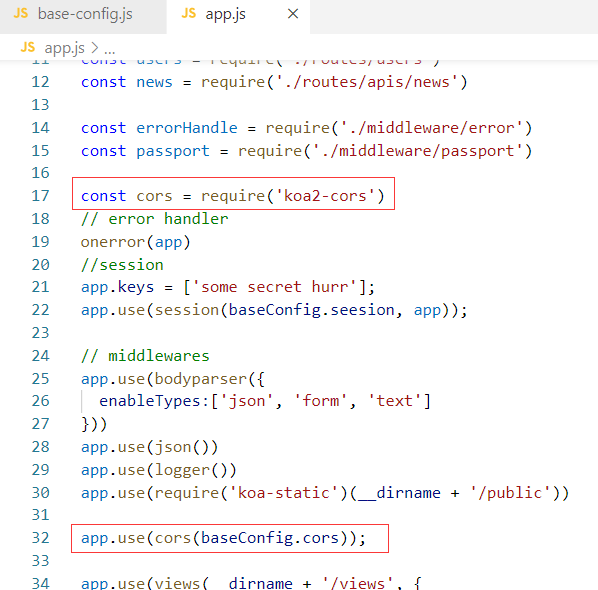 JS base-config.js JS app.js ×
JS app.js > ...
11 const users = require('./routes/users')
12 const news = require('./routes/apis/news')
13
14 const errorHandle = require('./middleware/error')
15 const passport = require('./middleware/passport')
16
17 const cors = require('koa2-cors')
18 // error handler
19 onerror(app)
20 //session
21 app.keys = ['some secret hurr'];
22 app.use(session(baseConfig.seesion, app));
23
24 // middlewares
25 app.use(bodyparser({
26 enableTypes:['json', 'form', 'text']
27 }))
28 app.use(json())
29 app.use(logger())
30 app.use(require('koa-static')(__dirname + '/public'))
31
32 app.use(cors(baseConfig.cors));
33
34 app.use(views(__dirname + '/views', {